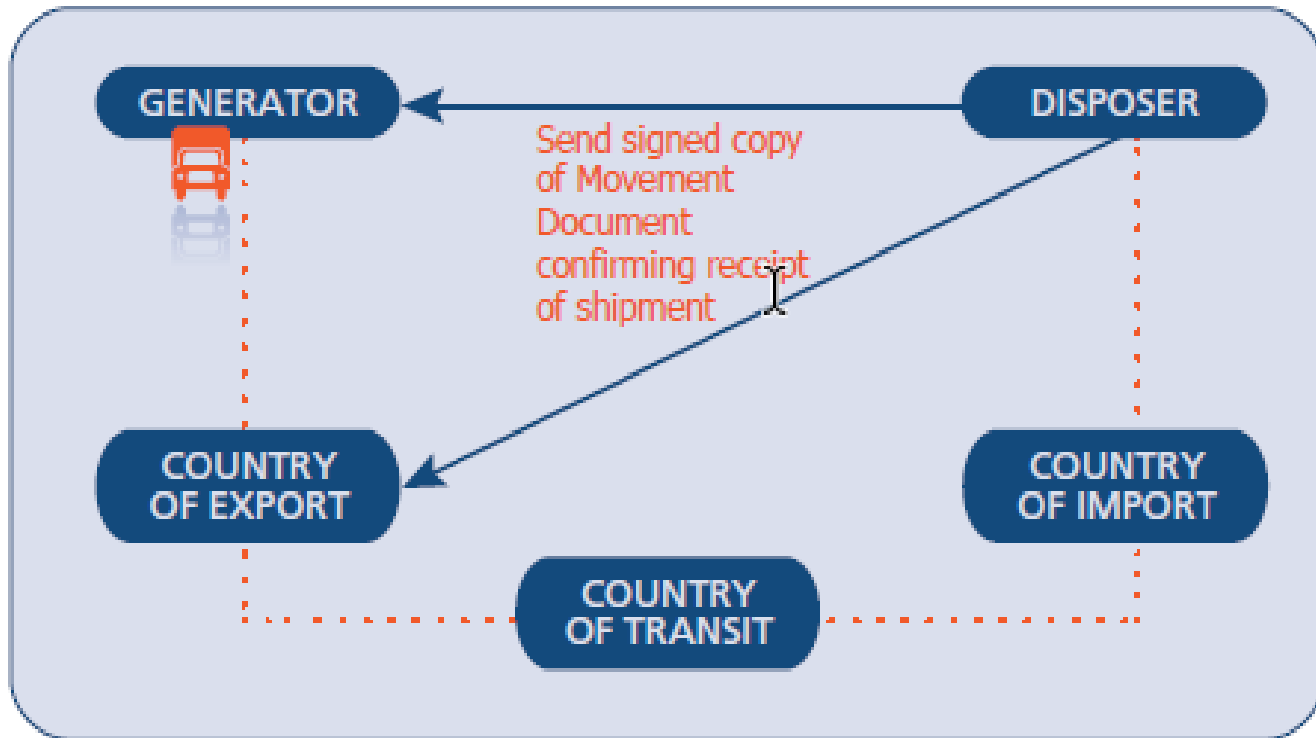 GENERATOR
DISPOSER
Send signed copy
of Movement
Document
confirming receipt
of shipment
COUNTRY
OF EXPORT
COUNTRY
OF IMPORT
COUNTRY
OF TRANSIT